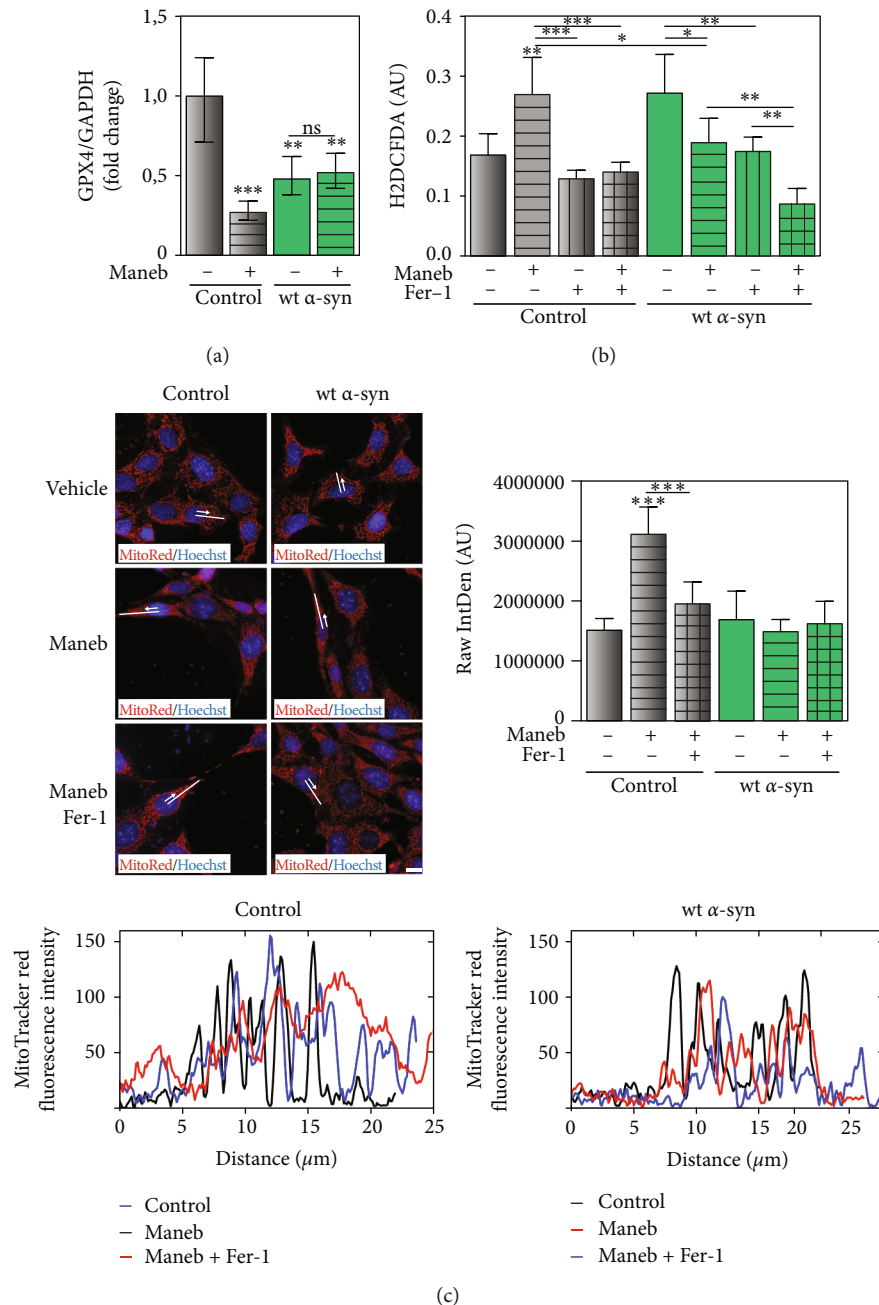 1,5
1,0
0,5
0
GPX4/GAPDH
(fold change)
***
**
ns
**
Maneb – + – +
Control wt α-syn
(a)
0.4
0.3
0.2
0.1
0.0
H2DCFDA (AU)
***
***
*
**
**
*
**
**
Maneb – + – + – + – +
Fer–1 – – + + – – + +
Control wt α-syn
(b)
Control wt α-syn
Vehicle
MitoRed/Hoechst MitoRed/Hoechst
Maneb
MitoRed/Hoechst MitoRed/Hoechst
Maneb
Fer-1
MitoRed/Hoechst MitoRed/Hoechst
4000000
3000000
2000000
1000000
0
Raw IntDen (AU)
***
***
Maneb – + + – + +
Fer-1 – – + – – +
Control wt α-syn
Control
150
100
50
MitoTracker red
fluorescence intensity
0 5 10 15 20 25
Distance (μm)
Control
Maneb
Maneb + Fer-1
wt α-syn
150
100
50
MitoTracker red
fluorescence intensity
0 5 10 15 20 25
Distance (μm)
Control
Maneb
Maneb + Fer-1
(c)